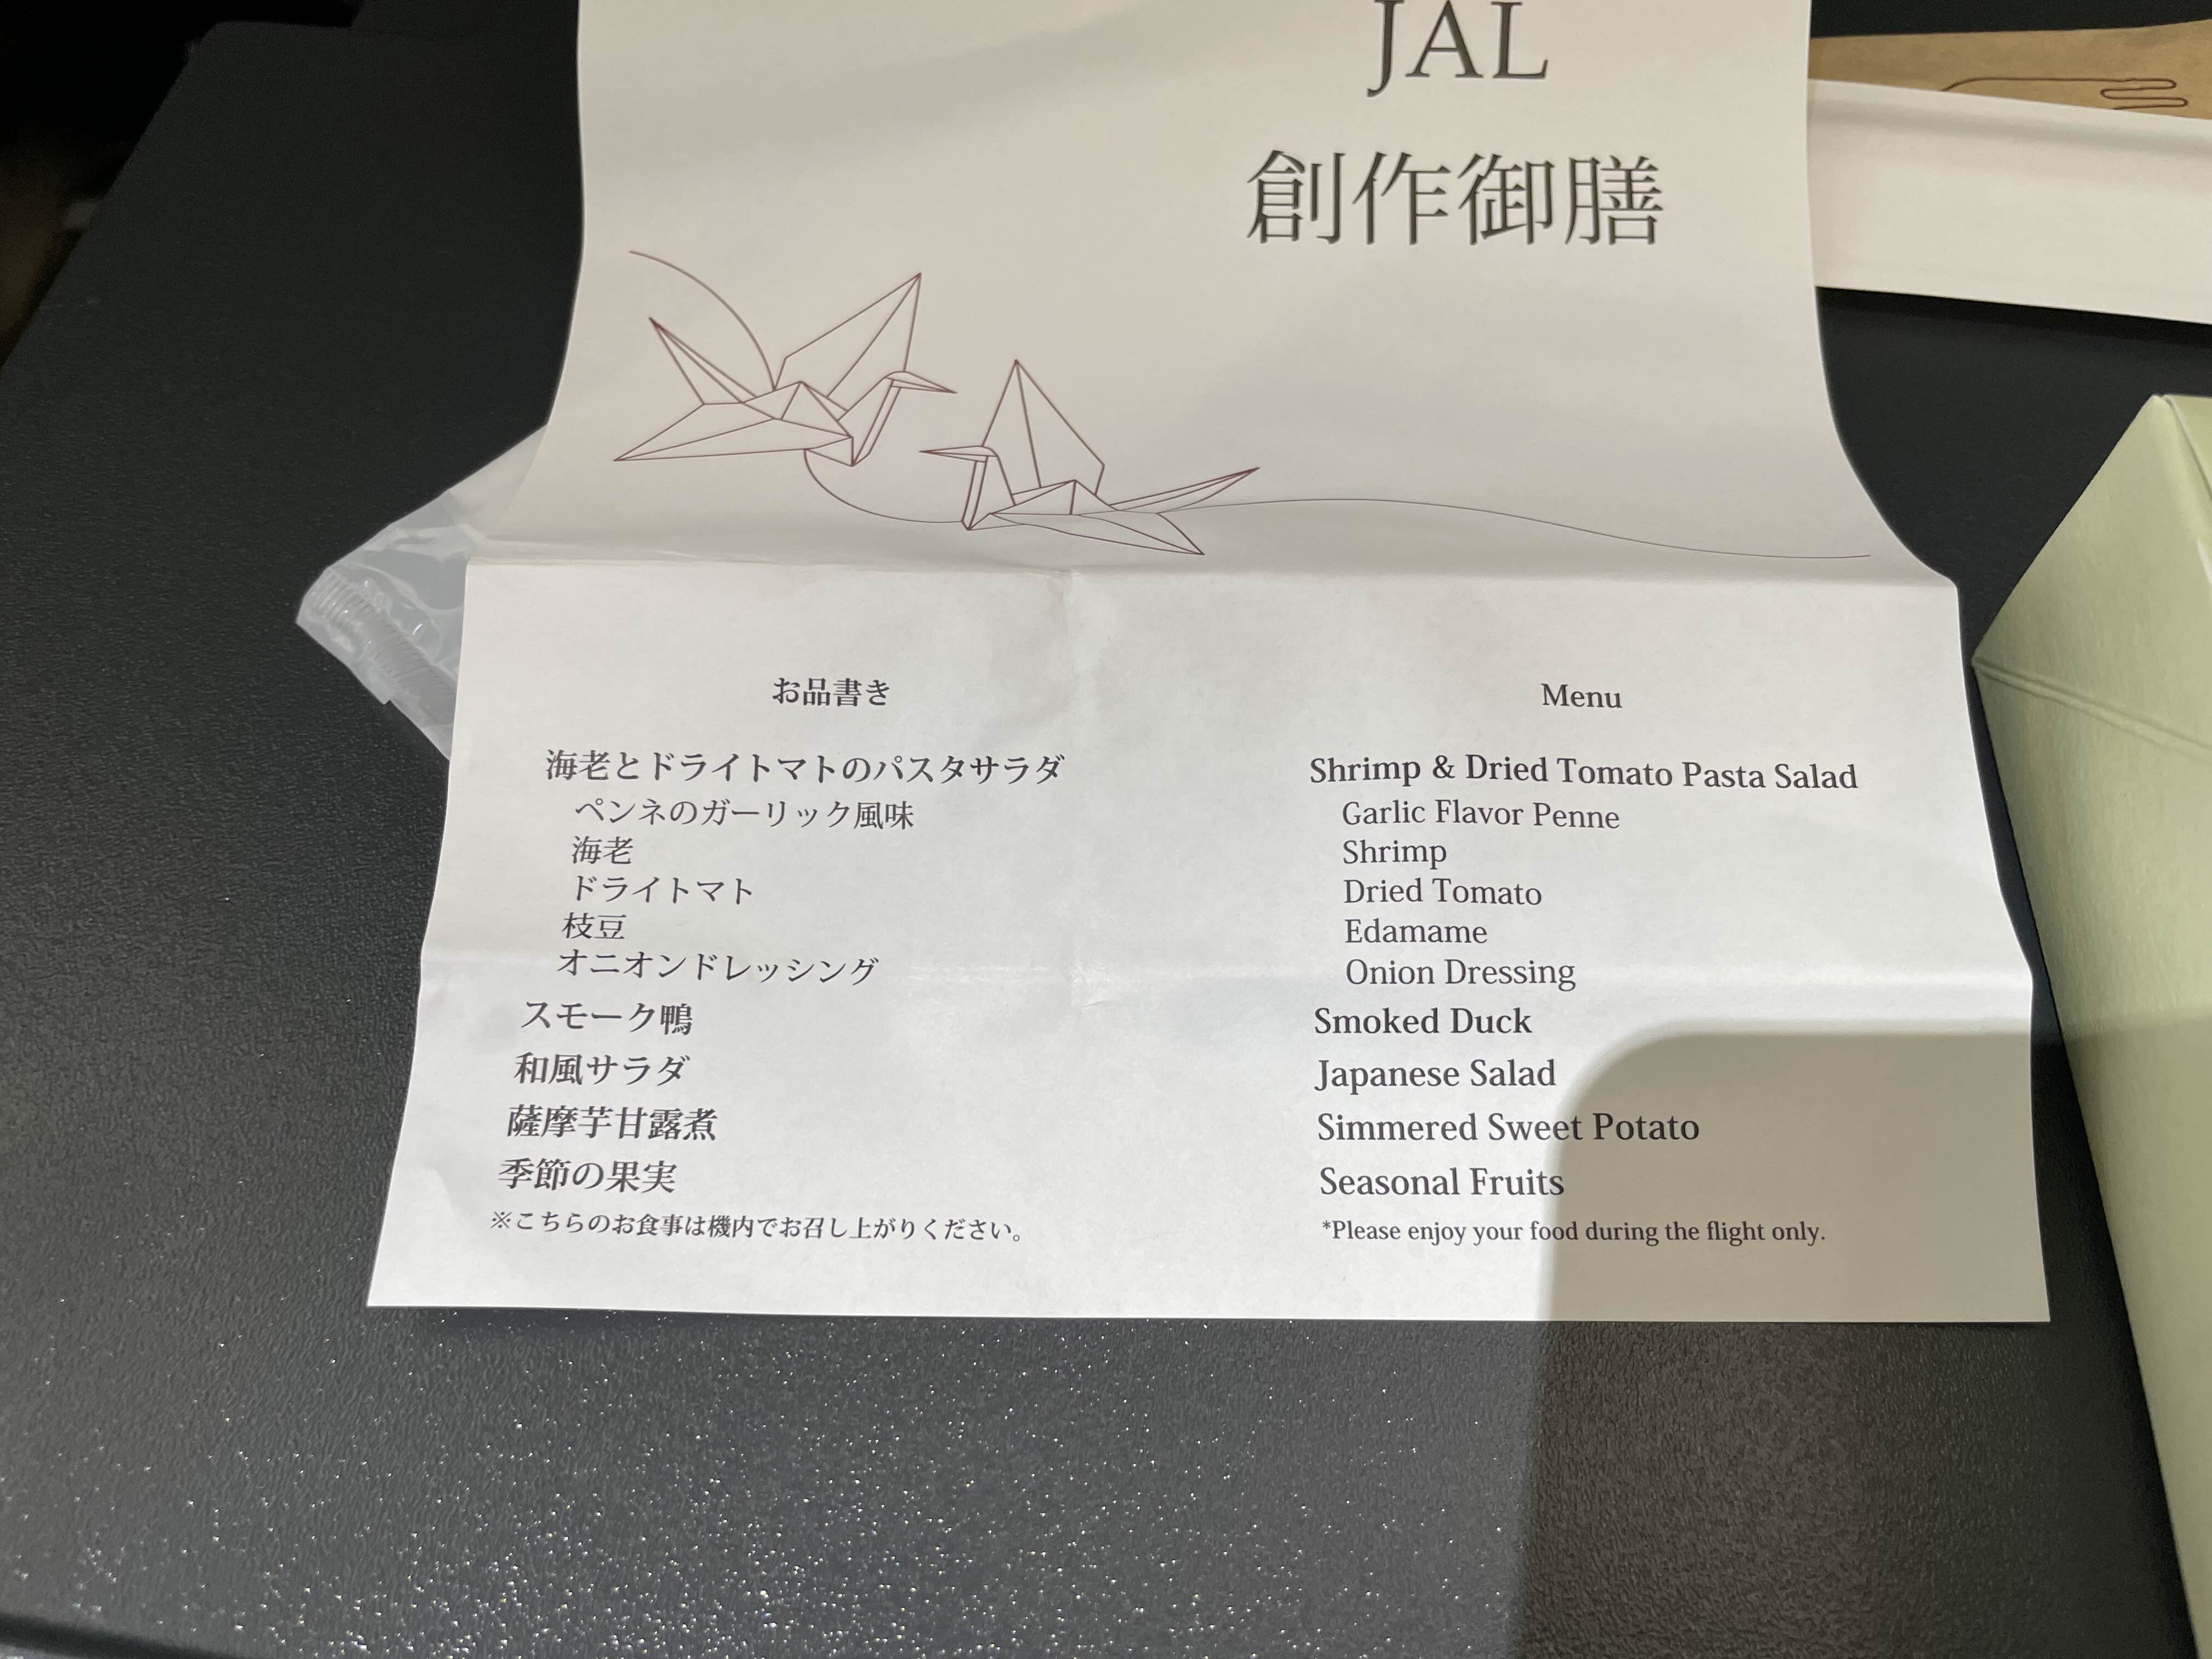 JAL
創作御膳
お品書き
海老とドライトマトのパスタサラダ
ペンネのガーリック風味
海老
ドライトマト
枝豆
オニオンドレッシング
スモーク鴨
和風サラダ
薩摩芋甘露煮
季節の果実
※こちらのお食事は機内でお召し上がりください。
Menu
Shrimp & Dried Tomato Pasta Salad
Garlic Flavor Penne
Shrimp
Dried Tomato
Edamame
Onion Dressing
Smoked Duck
Japanese Salad
Simmered Sweet Potato
Seasonal Fruits
*Please enjoy your food during the flight only.